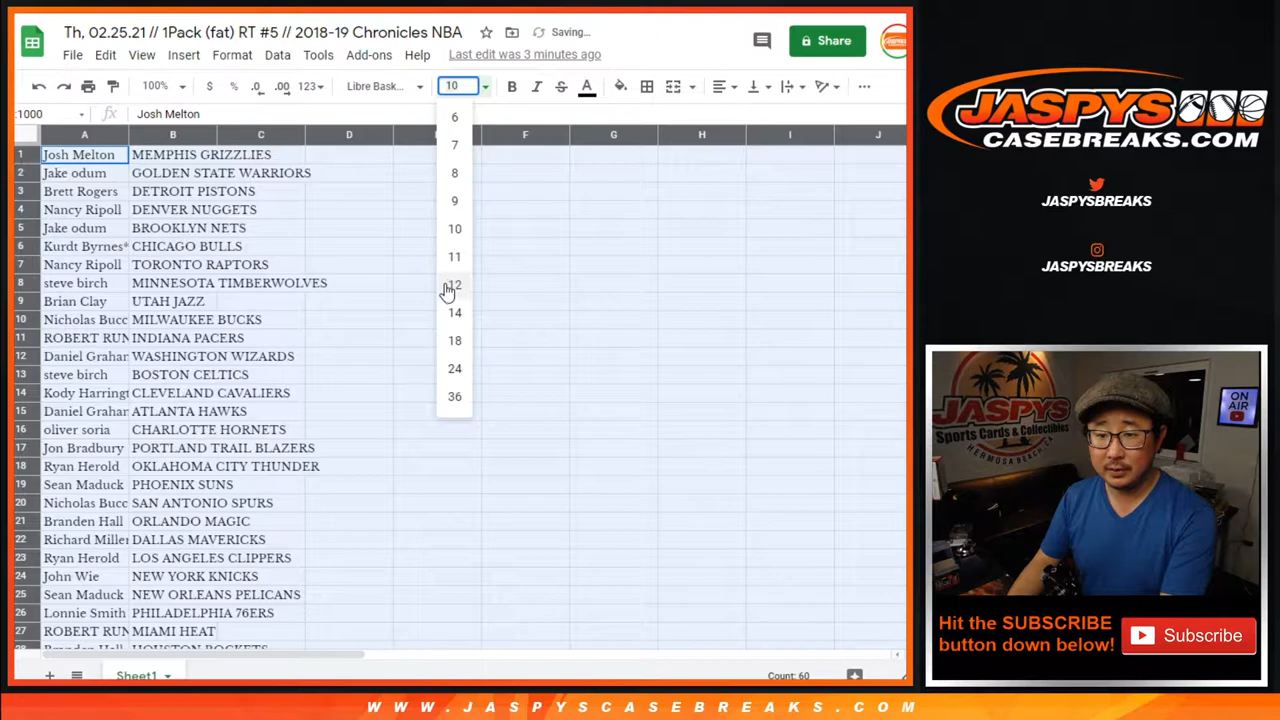 Th, 02.25.21 // 1Pack (fat) RT #5 // 2018-19 Chronicles NBA Saving...
File Edit View Insert Format Data Tools Add-ons Help Last edit was 3 minutes ago
Share
100% $ % .0 .00 123 Libre Bask... 10 B I S A
:1000 fx Josh Melton
A B C D F G H I J
1 Josh Melton MEMPHIS GRIZZLIES
2 Jake odum GOLDEN STATE WARRIORS
3 Brett Rogers DETROIT PISTONS
4 Nancy Ripoll DENVER NUGGETS
5 Jake odum BROOKLYN NETS
6 Kurdt Byrnes* CHICAGO BULLS
7 Nancy Ripoll TORONTO RAPTORS
8 steve birch MINNESOTA TIMBERWOLVES
9 Brian Clay UTAH JAZZ
10 Nicholas Bucc MILWAUKEE BUCKS
11 ROBERT RUN INDIANA PACERS
12 Daniel Graham WASHINGTON WIZARDS
13 steve birch BOSTON CELTICS
14 Kody Harringt CLEVELAND CAVALIERS
15 Daniel Graham ATLANTA HAWKS
16 oliver soria CHARLOTTE HORNETS
17 Jon Bradbury PORTLAND TRAIL BLAZERS
18 Ryan Herold OKLAHOMA CITY THUNDER
19 Sean Maduck PHOENIX SUNS
20 Nicholas Bucc SAN ANTONIO SPURS
21 Branden Hall ORLANDO MAGIC
22 Richard Miller DALLAS MAVERICKS
23 Ryan Herold LOS ANGELES CLIPPERS
24 John Wie NEW YORK KNICKS
25 Sean Maduck NEW ORLEANS PELICANS
26 Lonnie Smith PHILADELPHIA 76ERS
27 ROBERT RUN MIAMI HEAT
28 Branden Hall HOUSTON ROCKETS
6
7
8
9
10
11
12
14
18
24
36
Sheet1 Count: 60
JASPYS
CASEBREAKS.COM
JASPYSBREAKS
JASPYSBREAKS
JASPYS
Sports Cards & Collectibles
HERMOSA BEACH
ON
AIR
Hit the SUBSCRIBE
button down below!
Subscribe
WWW.JASPYSCASEBREAKS.COM